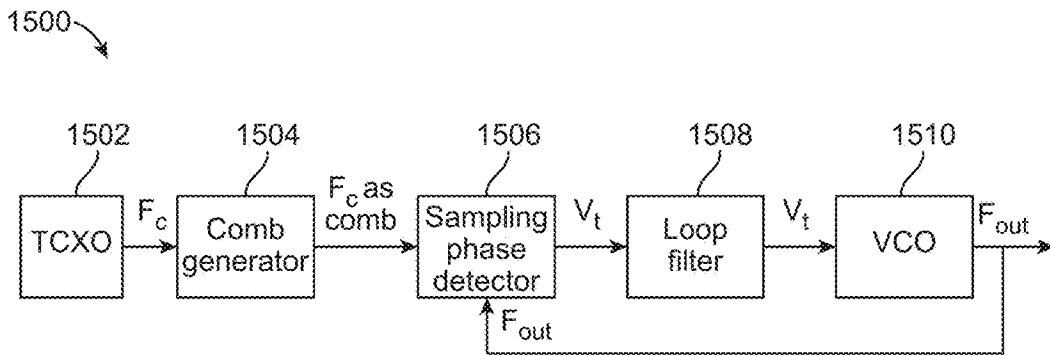 1500
1502
1504
1506
1508
1510
TCXO
F_c
Comb
generator
F_c as
comb
Sampling
phase
detector
V_t
Loop
filter
V_t
VCO
F_out
F_out